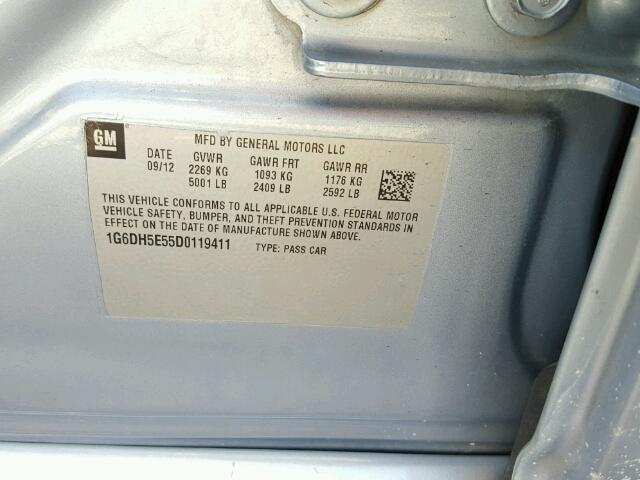 GM
MFD BY GENERAL MOTORS LLC
DATE GVWR GAWR FRT GAWR RR
09/12 2269 KG 1093 KG 1176 KG
5001 LB 2409 LB 2592 LB
THIS VEHICLE CONFORMS TO ALL APPLICABLE U.S. FEDERAL MOTOR
VEHICLE SAFETY, BUMPER, AND THEFT PREVENTION STANDARDS IN
EFFECT ON THE DATE OF MANUFACTURE SHOWN ABOVE.
1G6DH5E55D0119411 TYPE: PASS CAR